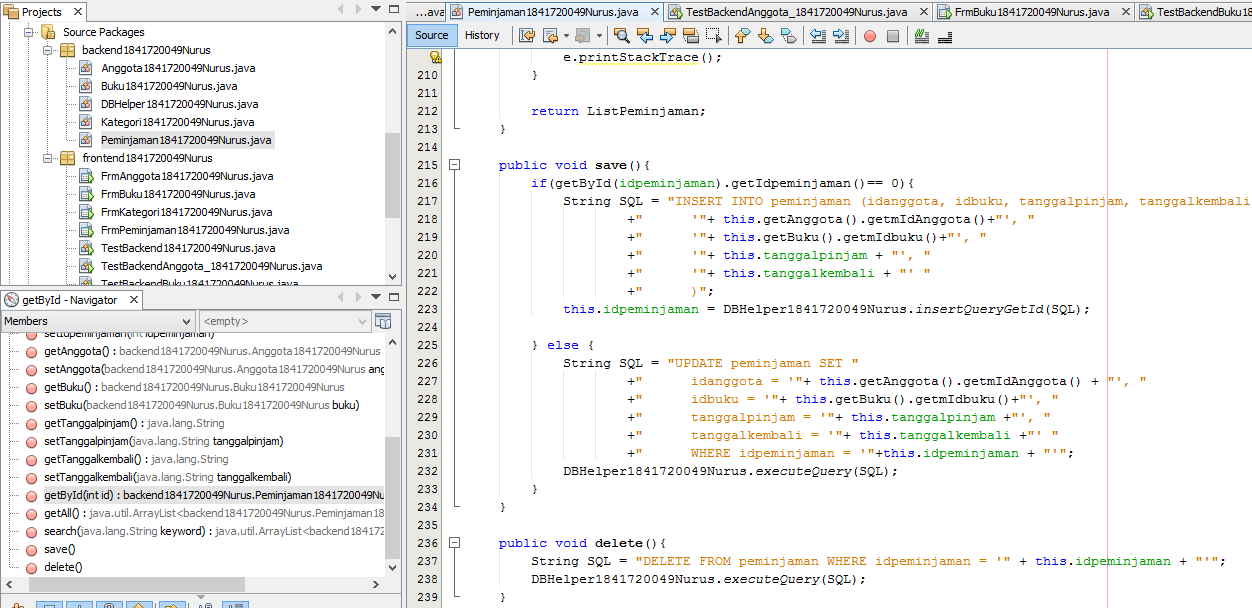 Projects
Source Packages
backend1841720049Nurus
Anggota1841720049Nurus.java
Buku1841720049Nurus.java
DBHelper1841720049Nurus.java
Kategori1841720049Nurus.java
Peminjaman1841720049Nurus.java
frontend1841720049Nurus
FrmAnggota1841720049Nurus.java
FrmBuku1841720049Nurus.java
FrmKategori1841720049Nurus.java
FrmPeminjaman1841720049Nurus.java
TestBackend1841720049Nurus.java
TestBackendAnggota_1841720049Nurus.java
TestBackendBuku1841720049Nurus.java
getById - Navigator
Members
<empty>
setIdpeminjaman(int idpeminjaman)
getAnggota() : backend1841720049Nurus.Anggota1841720049Nurus
setAnggota(backend1841720049Nurus.Anggota1841720049Nurus ang
getBuku() : backend1841720049Nurus.Buku1841720049Nurus
setBuku(backend1841720049Nurus.Buku1841720049Nurus buku)
getTanggalpinjam() : java.lang.String
setTanggalpinjam(java.lang.String tanggalpinjam)
getTanggalkembali() : java.lang.String
setTanggalkembali(java.lang.String tanggalkembali)
getById(int id) : backend1841720049Nurus.Peminjaman1841720049Nu
getAll() : java.util.ArrayList<backend1841720049Nurus.Peminjaman18
search(java.lang.String keyword) : java.util.ArrayList<backend184172
save()
delete()
...ava
Peminjaman1841720049Nurus.java
TestBackendAnggota_1841720049Nurus.java
FrmBuku1841720049Nurus.java
TestBackendBuku18
Source
History
e.printStackTrace();
210 }
211
212 return ListPeminjaman;
213 }
214
215 public void save(){
216 if(getById(idpeminjaman).getIdpeminjaman()== 0){
217 String SQL = "INSERT INTO peminjaman (idanggota, idbuku, tanggalpinjam, tanggalkembali
218 +" '"+ this.getAnggota().getmIdAnggota()+"', "
219 +" '"+ this.getBuku().getmIdbuku()+"', "
220 +" '"+ this.tanggalpinjam + "', "
221 +" '"+ this.tanggalkembali + "' "
222 +" )";
223 this.idpeminjaman = DBHelper1841720049Nurus.insertQueryGetId(SQL);
224
225 } else {
226 String SQL = "UPDATE peminjaman SET "
227 +" idanggota = '"+ this.getAnggota().getmIdAnggota() + "', "
228 +" idbuku = '"+ this.getBuku().getmIdbuku()+"', "
229 +" tanggalpinjam = '"+ this.tanggalpinjam +"', "
230 +" tanggalkembali = '"+ this.tanggalkembali +"' "
231 +" WHERE idpeminjaman = '"+this.idpeminjaman + "'";
232 DBHelper1841720049Nurus.executeQuery(SQL);
233 }
234 }
235
236 public void delete(){
237 String SQL = "DELETE FROM peminjaman WHERE idpeminjaman = '" + this.idpeminjaman + "'";
238 DBHelper1841720049Nurus.executeQuery(SQL);
239 }